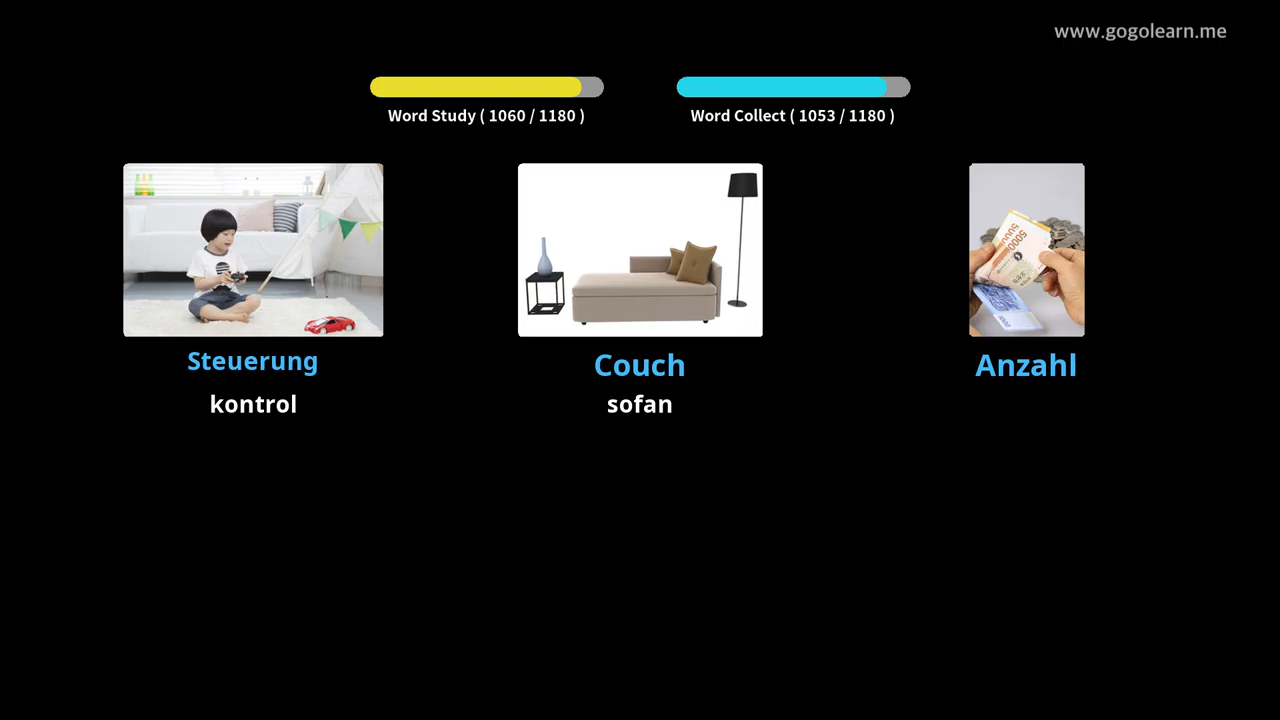 www.gogolearn.me
Word Study ( 1060 / 1180 )
Word Collect ( 1053 / 1180 )
Steuerung
Couch
Anzahl
kontrol
sofan